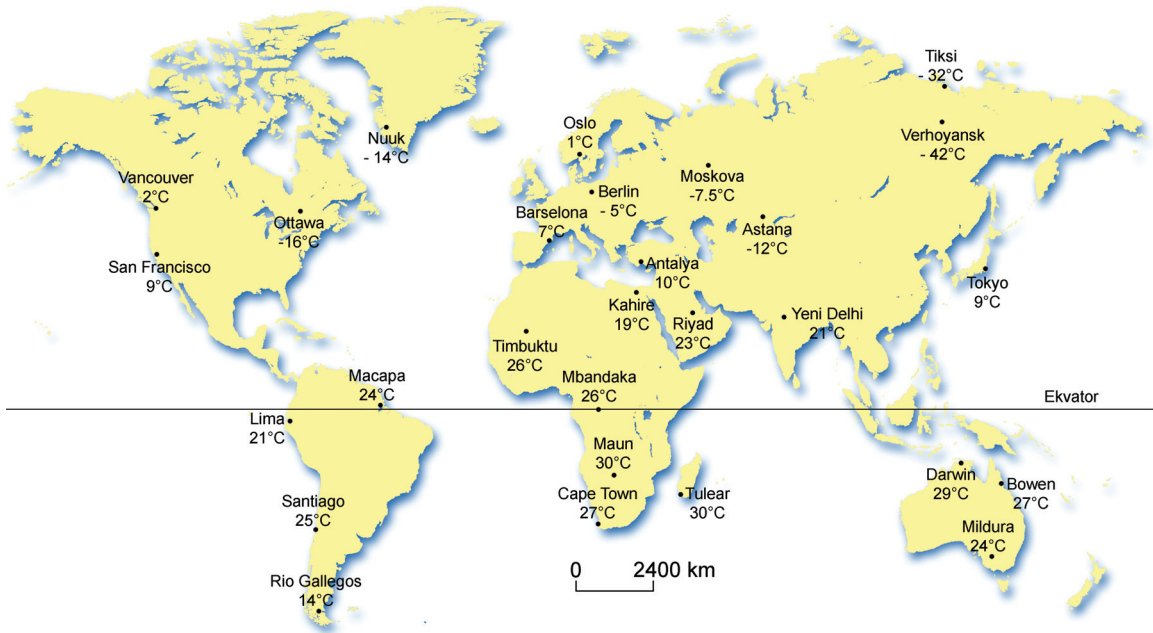 Tiksi
- 32°C
Nuuk
- 14°C
Oslo
1°C
Verhoyansk
- 42°C
Vancouver
2°C
Moskova
-7.5°C
Berlin
- 5°C
Ottawa
-16°C
Barselona
7°C
Astana
-12°C
San Francisco
9°C
Antalya
10°C
Tokyo
9°C
Kahire
19°C
Riyad
23°C
Yeni Delhi
21°C
Timbuktu
26°C
Macapa
24°C
Mbandaka
26°C
Ekvator
Lima
21°C
Maun
30°C
Darwin
29°C
Bowen
27°C
Santiago
25°C
Cape Town
27°C
Tulear
30°C
Mildura
24°C
Rio Gallegos
14°C
0 2400 km